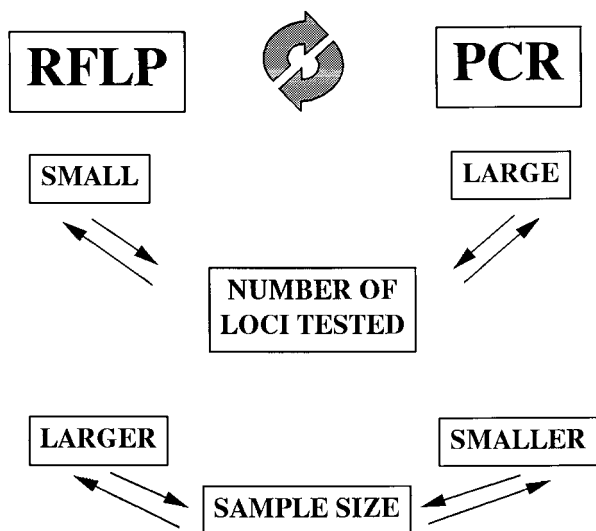 RFLP
PCR
SMALL
LARGE
NUMBER OF
LOCI TESTED
LARGER
SMALLER
SAMPLE SIZE